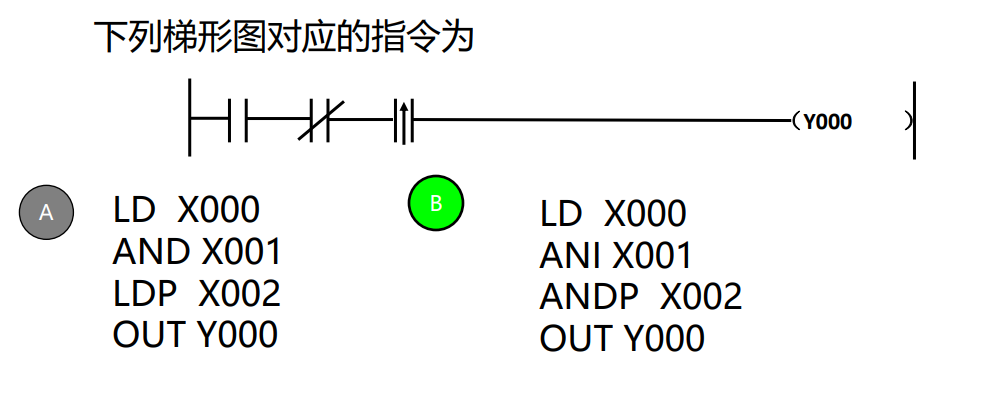 下列梯形图对应的指令为
(Y000 )
A
LD X000
AND X001
LDP X002
OUT Y000
B
LD X000
ANI X001
ANDP X002
OUT Y000